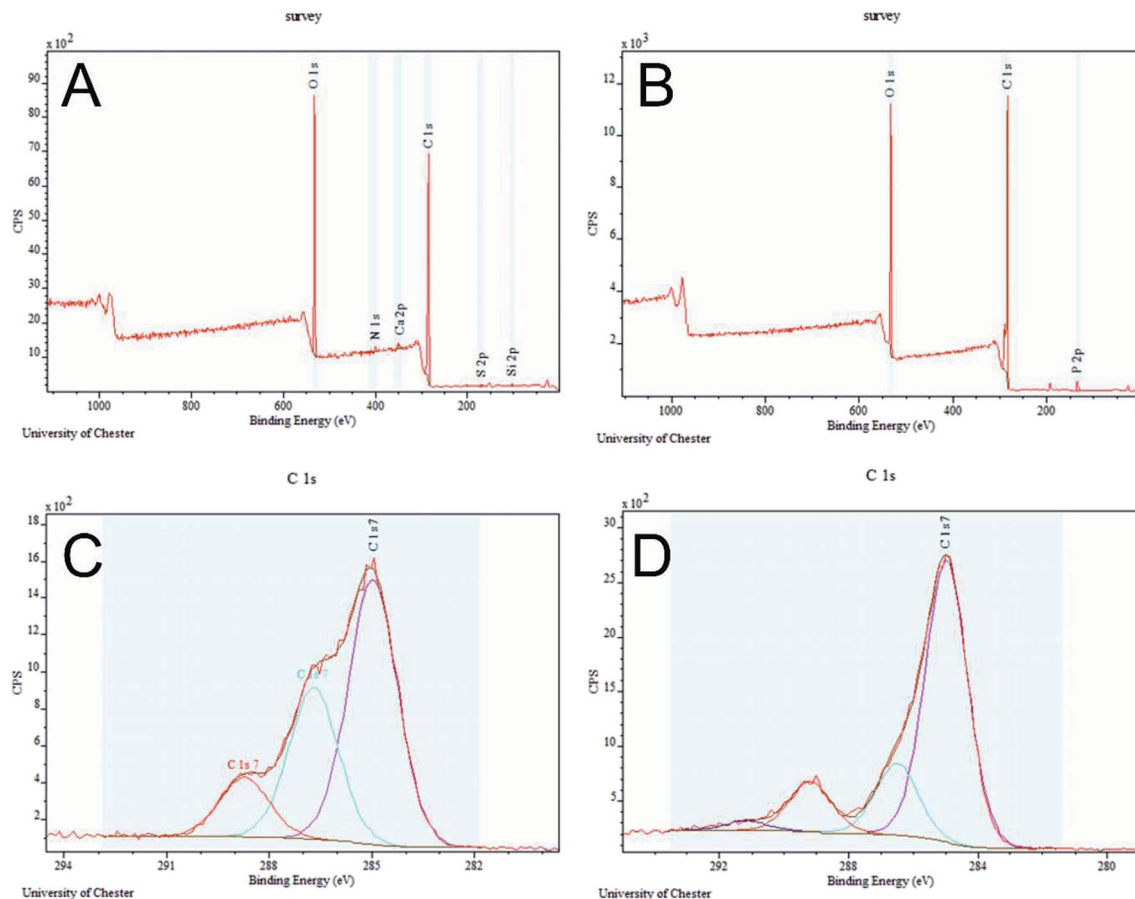 survey
x 10²
A
O 1s
C 1s
N 1s
Ca 2p
S 2p
Si 2p
90
80
70
60
50
40
30
20
10
CPS
1000
800
600
400
200
Binding Energy (eV)
University of Chester
survey
x 10³
B
O 1s
C 1s
P 2p
12
10
8
6
4
2
CPS
1000
800
600
400
200
Binding Energy (eV)
University of Chester
C 1s
x 10²
C
C 1s 7
C 1s 7
C 1s 7
18
16
14
12
10
8
6
4
2
CPS
294
291
288
285
282
Binding Energy (eV)
University of Chester
C 1s
x 10²
D
C 1s 7
30
25
20
15
10
5
CPS
292
288
284
280
Binding Energy (eV)
University of Chester